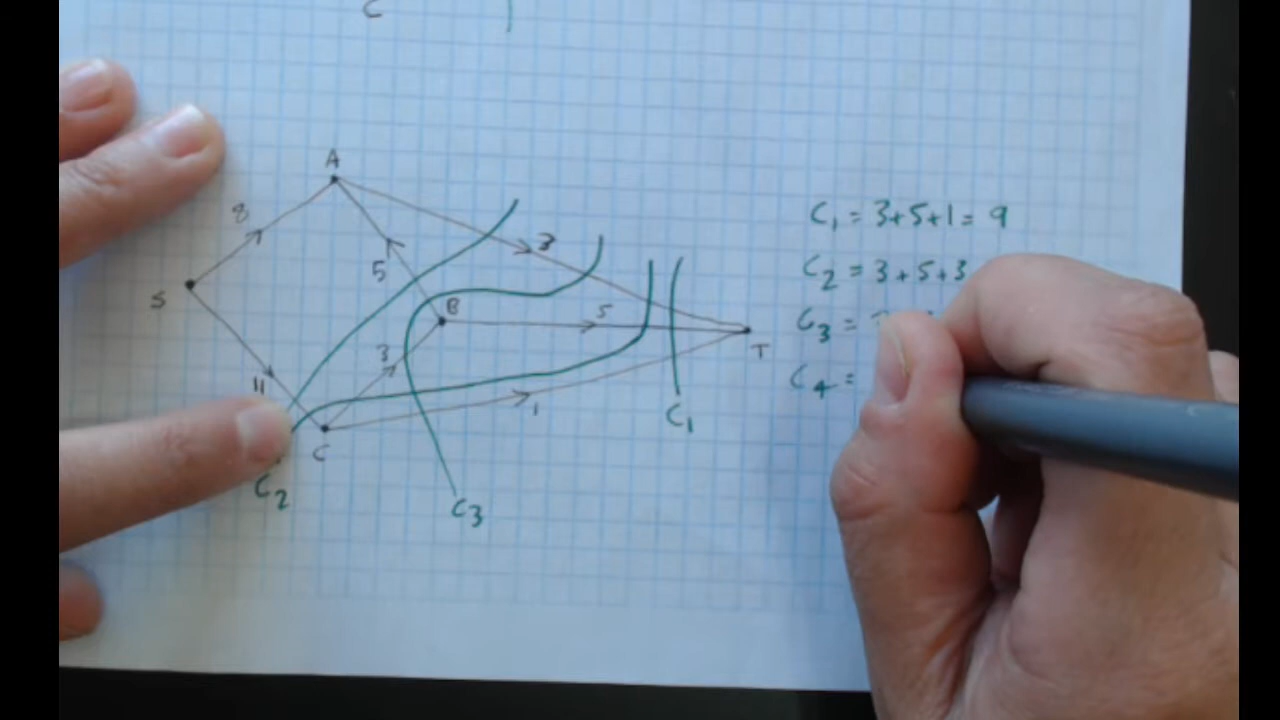 C
A
8
3
C₁ = 3+5+1 = 9
5
C₂ = 3+5+3
S
B
5
C₃ =
T
3
11
C₄ =
1
C₁
C
C₂
C₃